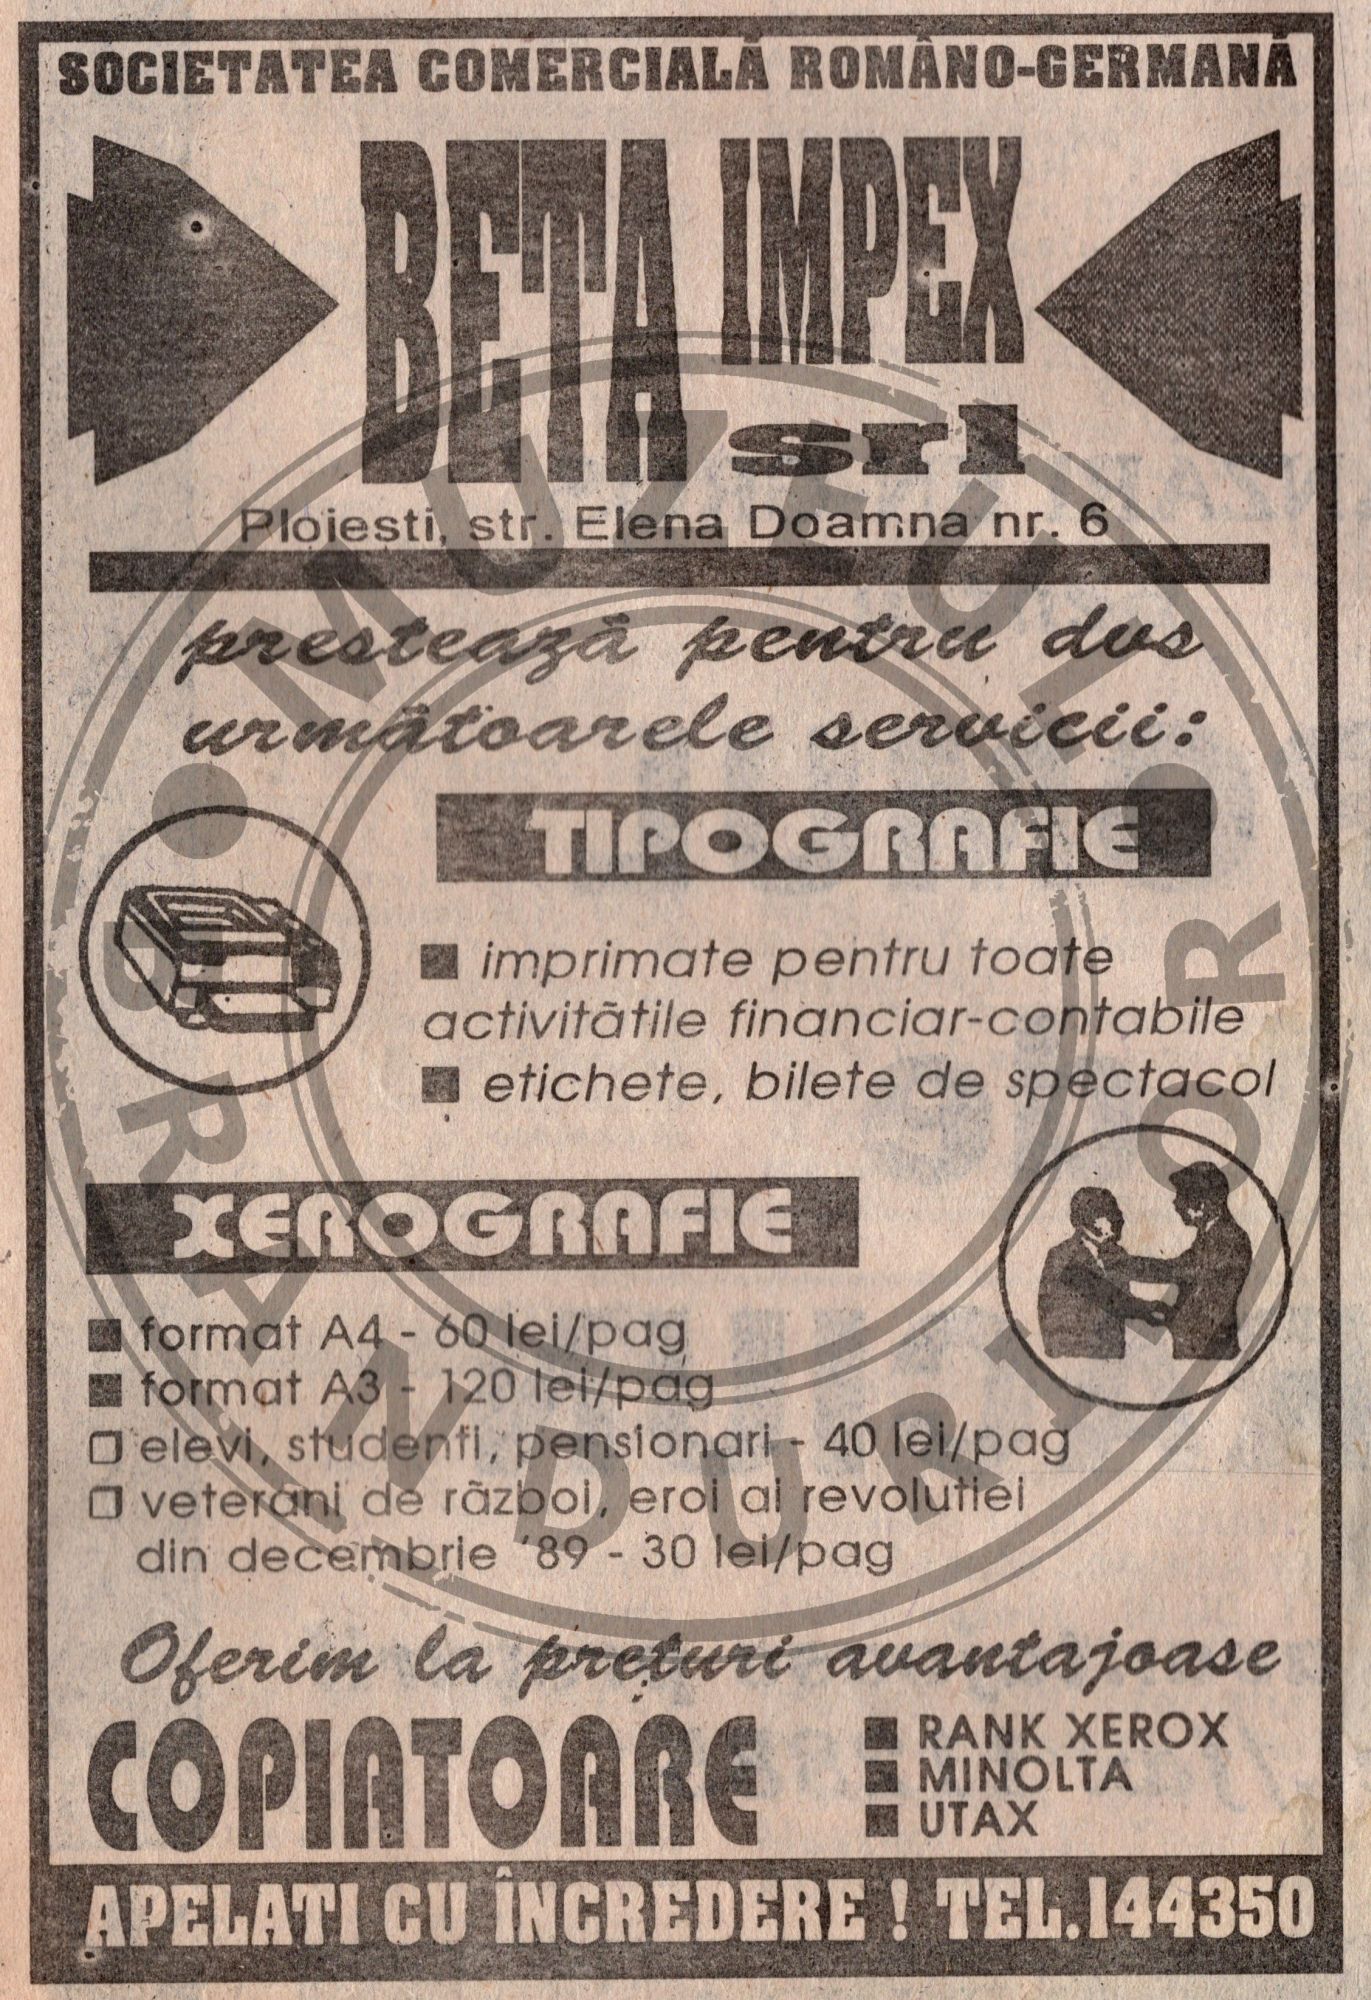 SOCIETATEA COMERCIALĂ ROMÂNO-GERMANĂ
BETA IMPEX
srl
Ploiesti, str. Elena Doamna nr. 6
prestează pentru dvs
următoarele servicii:
TIPOGRAFIE
■ imprimate pentru toate
activitătile financiar-contabile
■ etichete, bilete de spectacol
XEROGRAFIE
■ format A4 - 60 lei/pag
■ format A3 - 120 lei/pag
❒ elevi, studenti, pensionari - 40 lei/pag
❒ veterani de război, eroi ai revolutiei
din decembrie '89 - 30 lei/pag
Oferim la prețuri avantajoase
COPIATOARE
■ RANK XEROX
■ MINOLTA
■ UTAX
APELATI CU ÎNCREDERE ! TEL.144350
MUZEUL
RANDURILOR